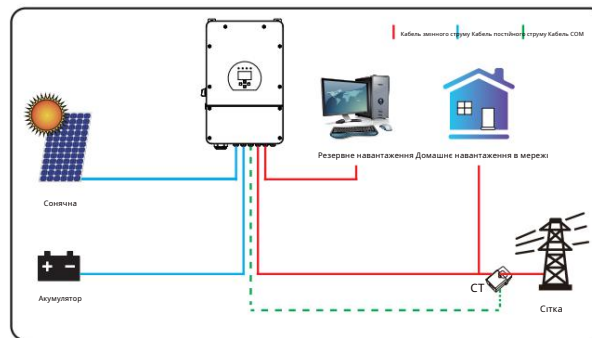 Кабель змінного струму Кабель постійного струму Кабель COM
Резервне навантаження Домашнє навантаження в мережі
Сонячна
Акумулятор
CT
Сітка